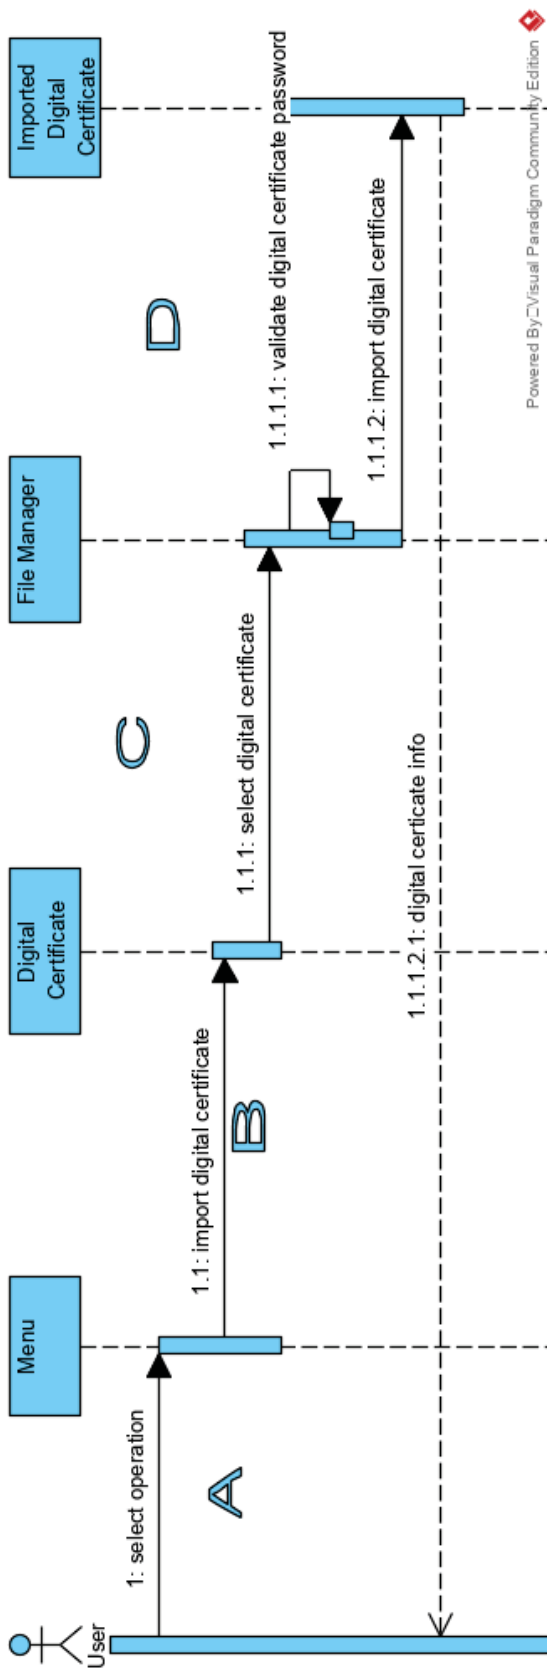 User
Menu
Digital
Certificate
File Manager
Imported
Digital
Certificate
1: select operation
A
1.1: import digital certificate
B
1.1.1: select digital certificate
C
1.1.1.1: validate digital certificate password
D
1.1.1.2: import digital certificate
1.1.1.2.1: digital certicate info
Powered By Visual Paradigm Community Edition